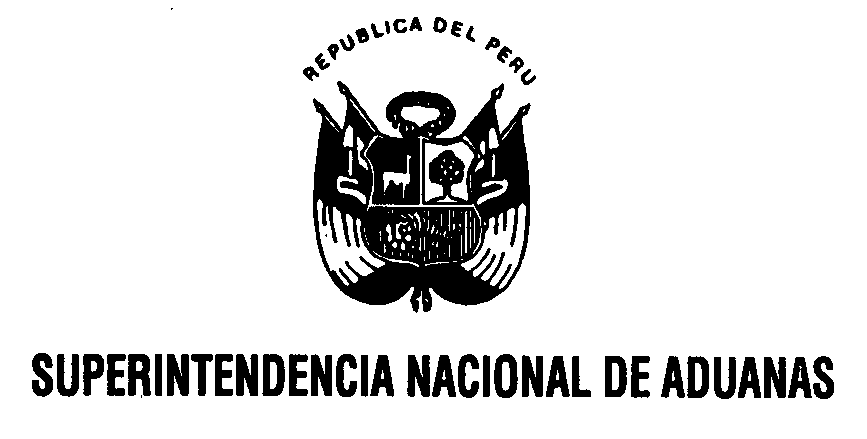 REPUBLICA DEL PERU
SUPERINTENDENCIA NACIONAL DE ADUANAS